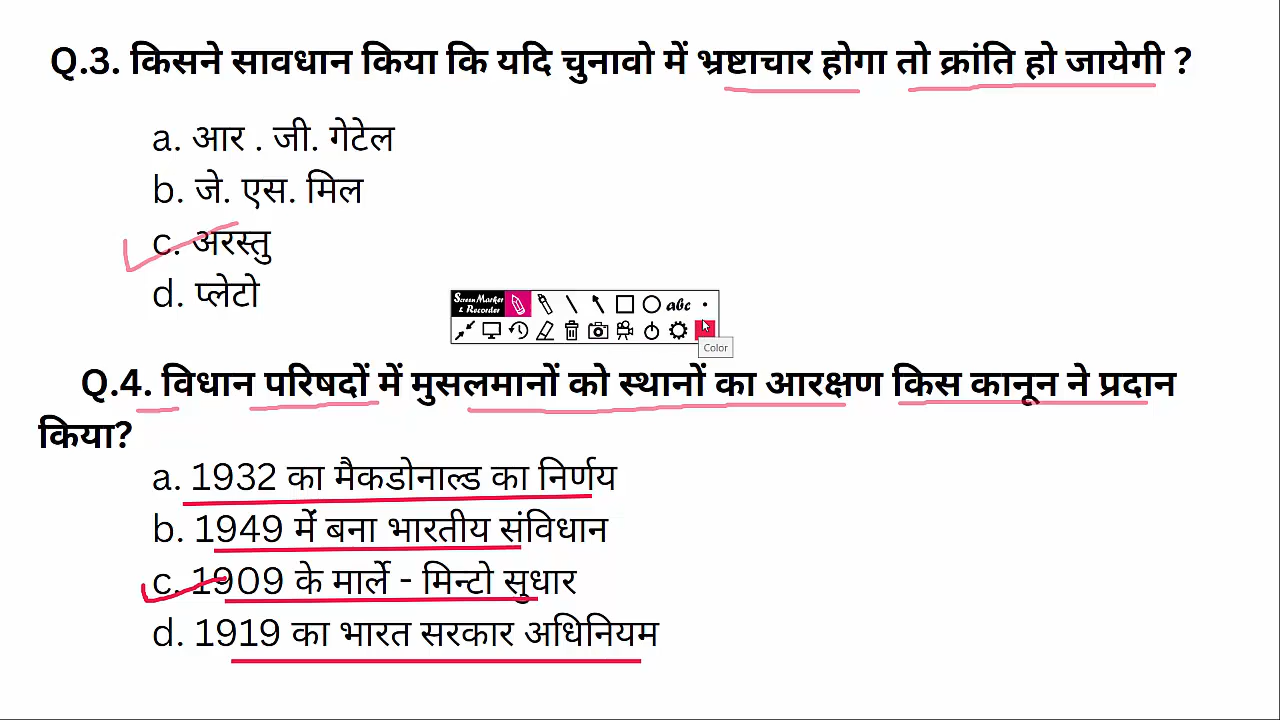 Q.3. किसने सावधान किया कि यदि चुनावो में भ्रष्टाचार होगा तो क्रांति हो जायेगी ?
a. आर . जी. गेटेल
b. जे. एस. मिल
c. अरस्तु
d. प्लेटो
Screen Marker & Recorder
abc
Color
Q.4. विधान परिषदों में मुसलमानों को स्थानों का आरक्षण किस कानून ने प्रदान
किया?
a. 1932 का मैकडोनाल्ड का निर्णय
b. 1949 में बना भारतीय संविधान
c. 1909 के मार्ले - मिन्टो सुधार
d. 1919 का भारत सरकार अधिनियम